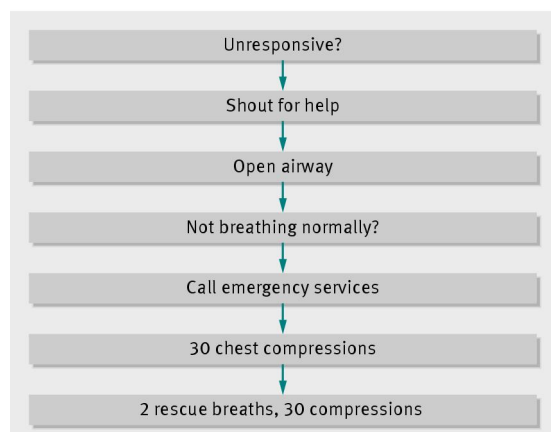 Unresponsive?
Shout for help
Open airway
Not breathing normally?
Call emergency services
30 chest compressions
2 rescue breaths, 30 compressions